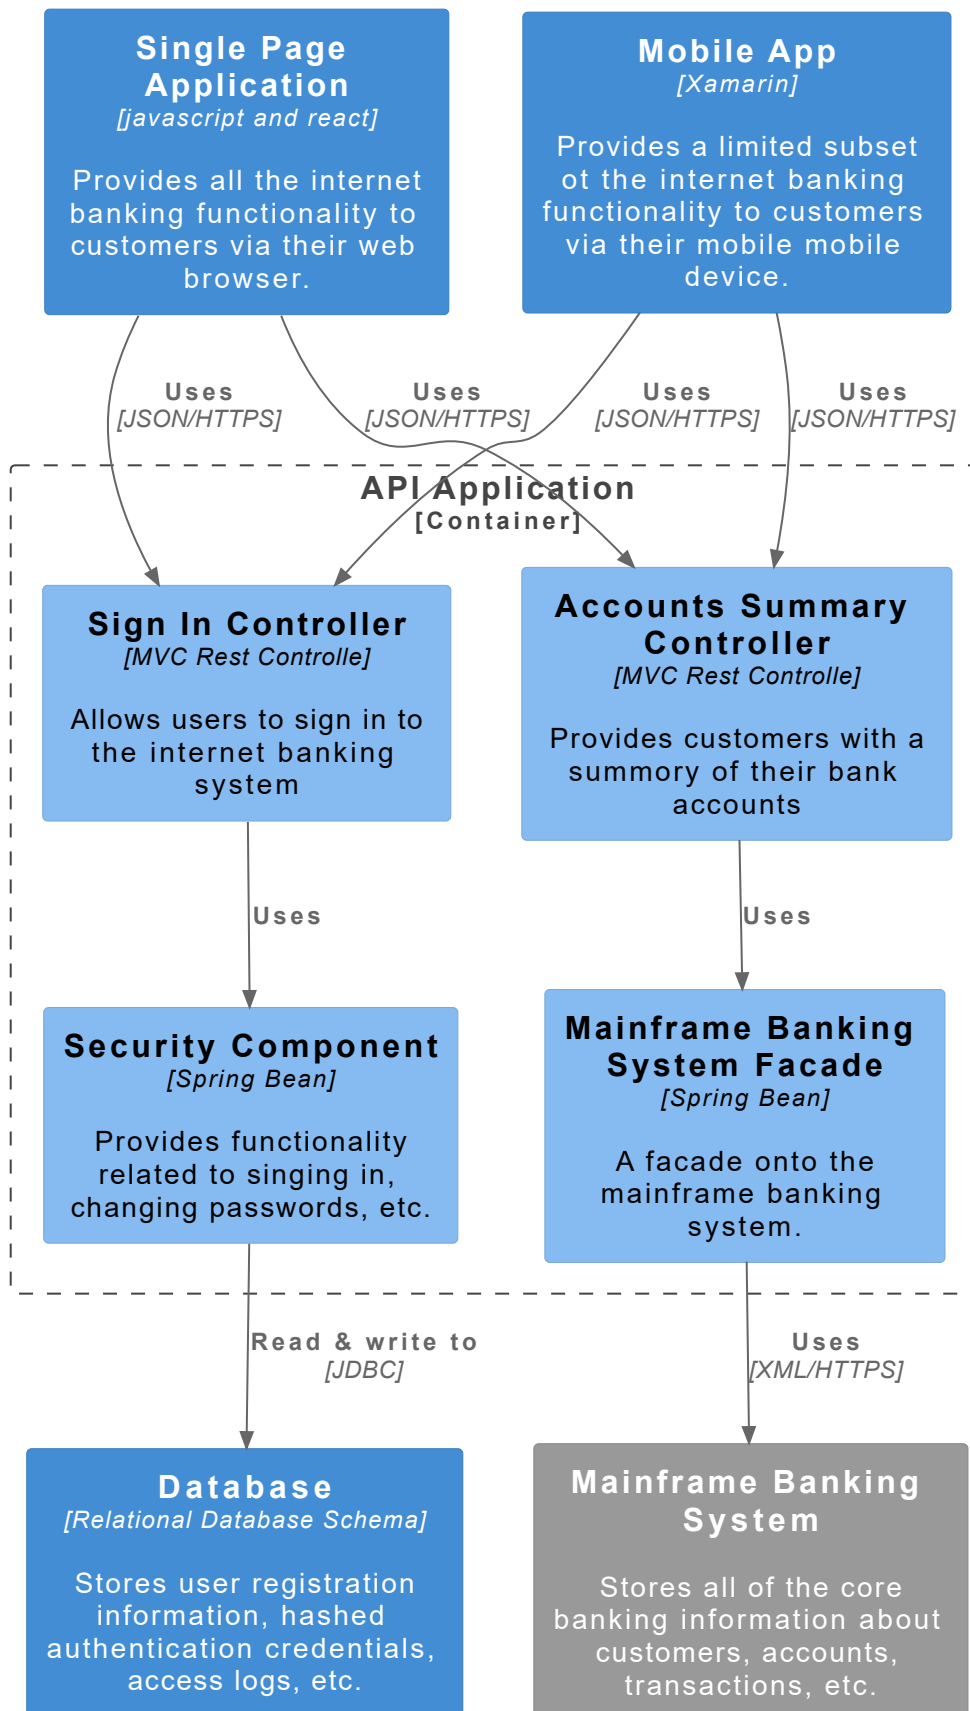 Single Page
Application
[javascript and react]
Provides all the internet
banking functionality to
customers via their web
browser.
Mobile App
[Xamarin]
Provides a limited subset
ot the internet banking
functionality to customers
via their mobile mobile
device.
Uses
[JSON/HTTPS]
Uses
[JSON/HTTPS]
Uses
[JSON/HTTPS]
Uses
[JSON/HTTPS]
API Application
[Container]
Sign In Controller
[MVC Rest Controlle]
Allows users to sign in to
the internet banking
system
Accounts Summary
Controller
[MVC Rest Controlle]
Provides customers with a
summory of their bank
accounts
Uses
Uses
Security Component
[Spring Bean]
Provides functionality
related to singing in,
changing passwords, etc.
Mainframe Banking
System Facade
[Spring Bean]
A facade onto the
mainframe banking
system.
Read & write to
[JDBC]
Uses
[XML/HTTPS]
Database
[Relational Database Schema]
Stores user registration
information, hashed
authentication credentials,
access logs, etc.
Mainframe Banking
System
Stores all of the core
banking information about
customers, accounts,
transactions, etc.